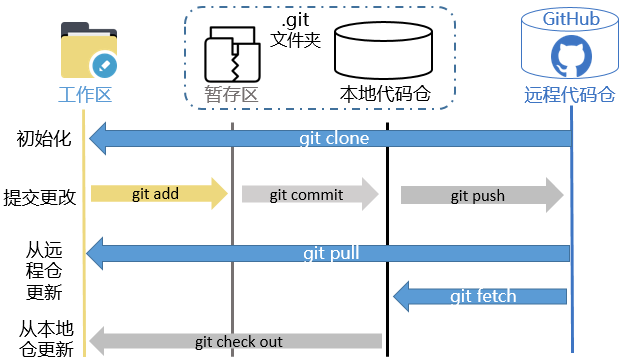 .git
文件夹
GitHub
工作区
暂存区
本地代码仓
远程代码仓
初始化
git clone
提交更改
git add
git commit
git push
从远
程仓
更新
git pull
git fetch
从本地
仓更新
git check out